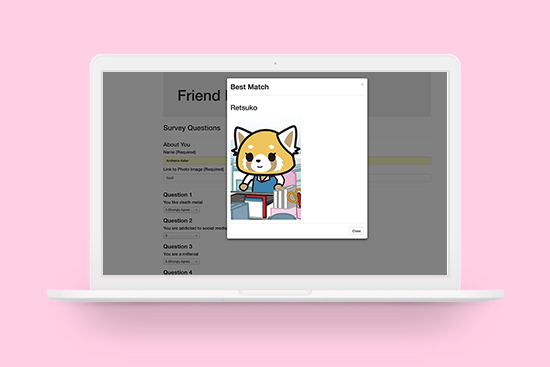 Friend
Best Match
×
Retsuko
Close
Survey Questions
About You
Name (Required)
Link to Photo Image (Required)
Question 1
You like death metal
5 (Strongly Agree)
Question 2
You are addicted to social media
5
Question 3
You are a millenial
5 (Strongly Agree)
Question 4